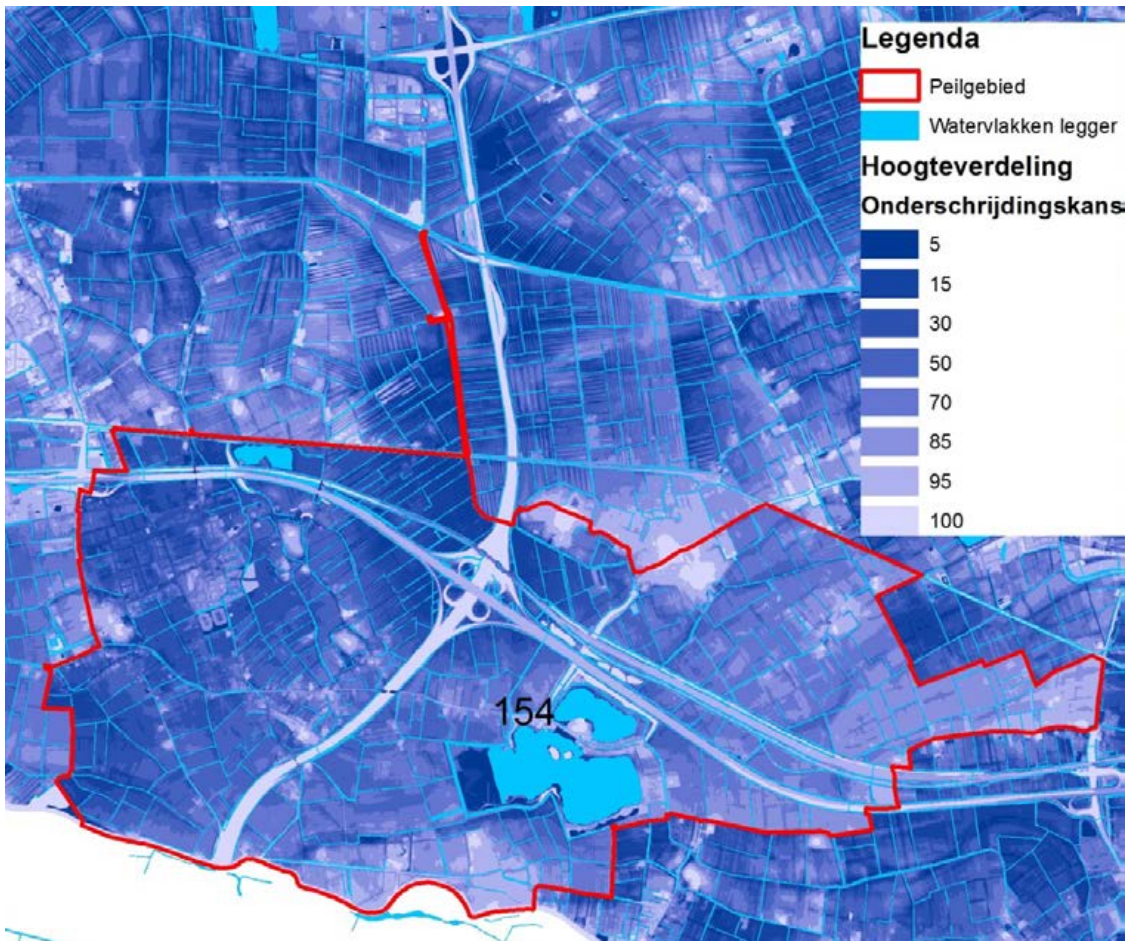 Legenda
Peilgebied
Watervlakken legger
Hoogteverdeling
Onderschrijdingskans
5
15
30
50
70
85
95
100
154